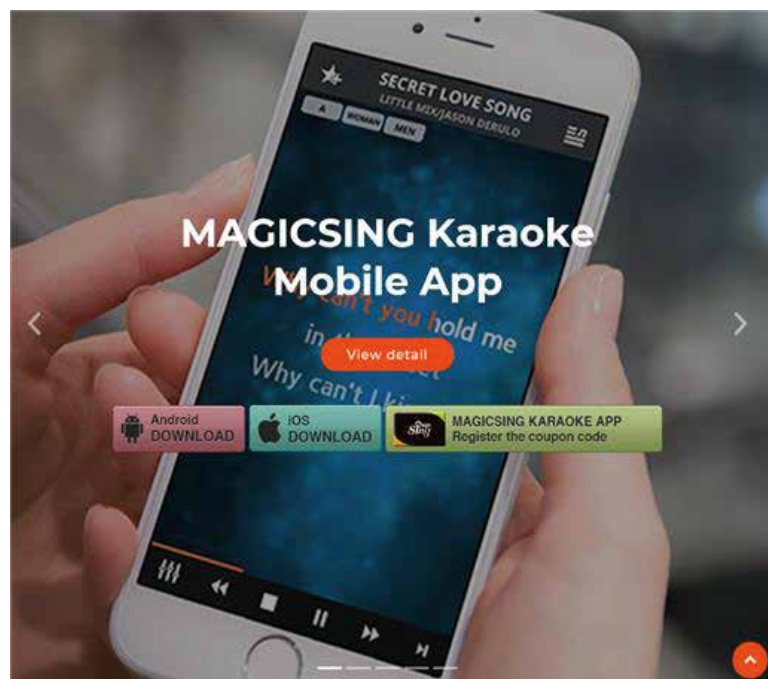 SECRET LOVE SONG
LITTLE MIX/JASON DERULO
A
WOMAN
MEN
MAGICSING Karaoke
Mobile App
Why can't you hold me
in the
View detail
Why can't I
Android
DOWNLOAD
iOS
DOWNLOAD
Sing
MAGICSING KARAOKE APP
Register the coupon code